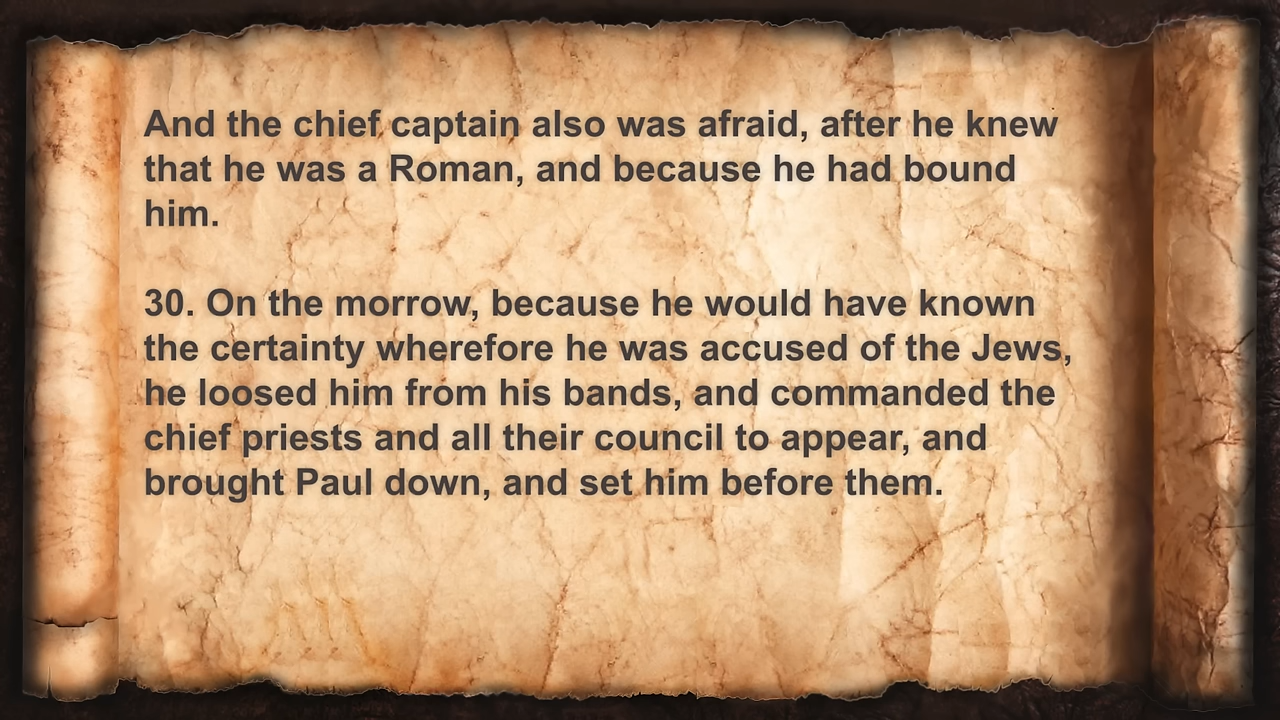 And the chief captain also was afraid, after he knew
that he was a Roman, and because he had bound
him.
30. On the morrow, because he would have known
the certainty wherefore he was accused of the Jews,
he loosed him from his bands, and commanded the
chief priests and all their council to appear, and
brought Paul down, and set him before them.